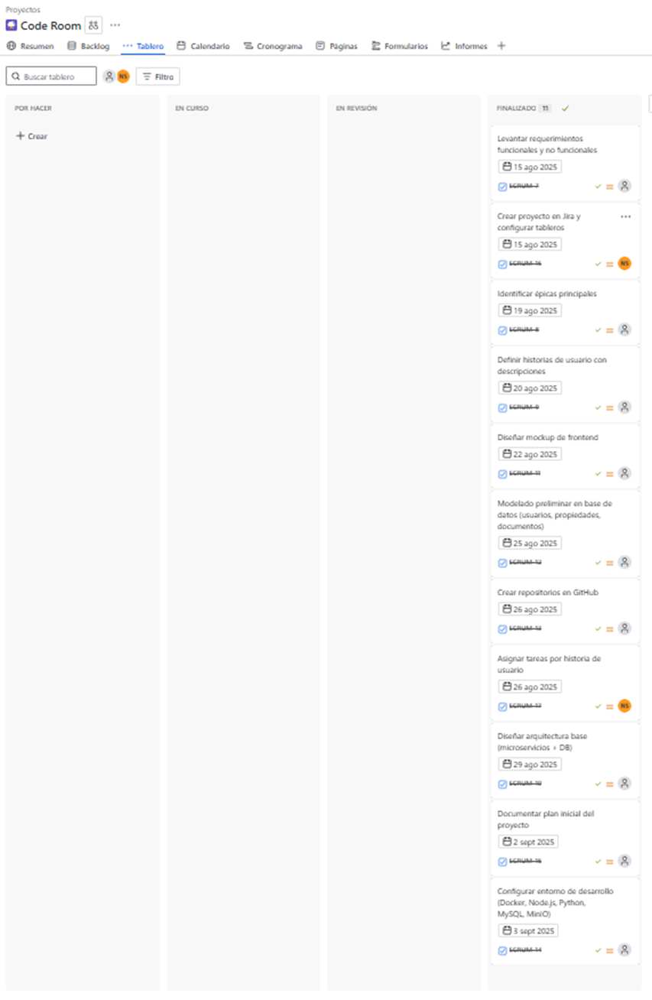 Proyectos
Code Room
Resumen
Backlog
Tablero
Calendario
Cronograma
Páginas
Formularios
Informes
Buscar tablero
NS
Filtro
POR HACER
Crear
EN CURSO
EN REVISIÓN
FINALIZADO 11
Levantar requerimientos
funcionales y no funcionales
15 ago 2025
SCRUM-7
Crear proyecto en Jira y
configurar tableros
15 ago 2025
NS
Identificar épicas principales
19 ago 2025
SCRUM-8
Definir historias de usuario con
descripciones
20 ago 2025
SCRUM-9
Diseñar mockup de frontend
22 ago 2025
SCRUM-11
Modelado preliminar en base de
datos (usuarios, propiedades,
documentos)
25 ago 2025
SCRUM-12
Crear repositorios en GitHub
26 ago 2025
SCRUM-13
Asignar tareas por historia de
usuario
26 ago 2025
SCRUM-17
NS
Diseñar arquitectura base
(microservicios + DB)
29 ago 2025
SCRUM-10
Documentar plan inicial del
proyecto
2 sept 2025
Configurar entorno de desarrollo
(Docker, Node.js, Python,
MySQL, MinIO)
3 sept 2025
SCRUM-14